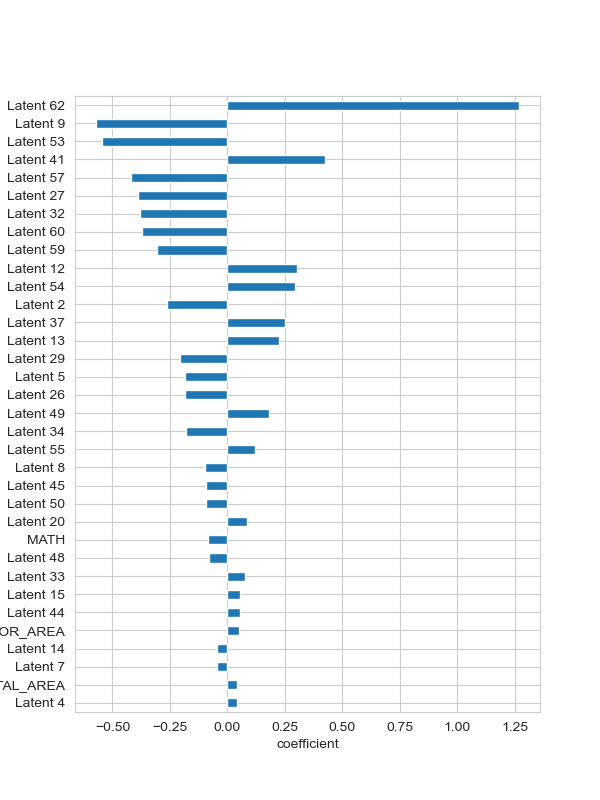 Latent 62
Latent 9
Latent 53
Latent 41
Latent 57
Latent 27
Latent 32
Latent 60
Latent 59
Latent 12
Latent 54
Latent 2
Latent 37
Latent 13
Latent 29
Latent 5
Latent 26
Latent 49
Latent 34
Latent 55
Latent 8
Latent 45
Latent 50
Latent 20
MATH
Latent 48
Latent 33
Latent 15
Latent 44
OR_AREA
Latent 14
Latent 7
TAL_AREA
Latent 4
−0.50 −0.25 0.00 0.25 0.50 0.75 1.00 1.25
coefficient